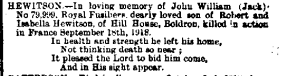 HEWITSON.—In loving memory of John William (Jack)
No 79,999, Royal Fusiliers, dearly loved son of Robert and
Isabella Hewitson, of Hill House, Boldron, killed in action
in France September 18th, 1918.
In health and strength he left his home,
Not thinking death so near;
It pleased the Lord to bid him come,
And in His sight appear.